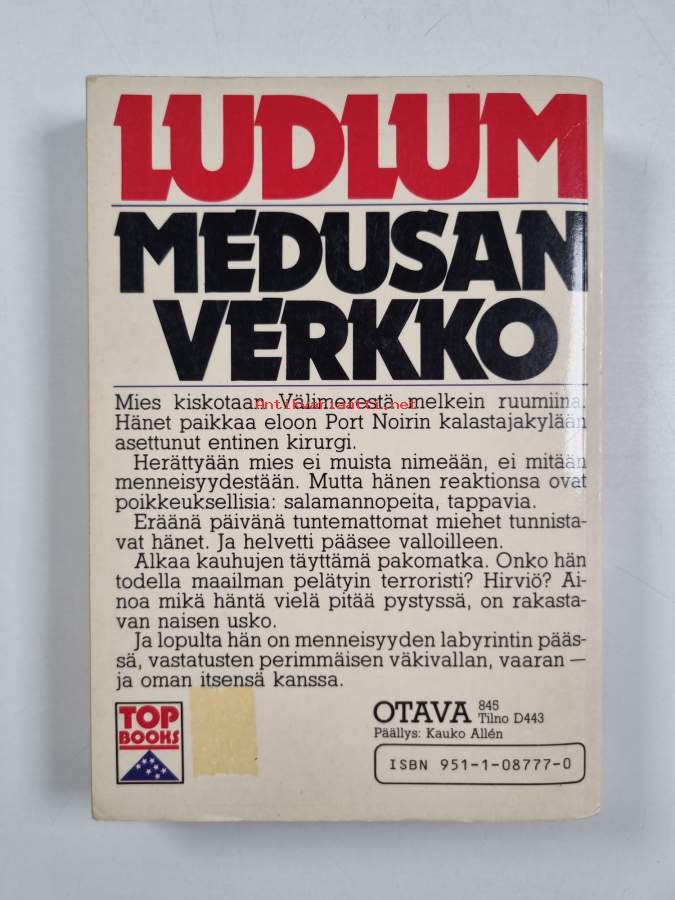 LUDLUM
MEDUSAN
VERKKO
Mies kiskotaan Välimerestä melkein ruumiina.
Antikvariaatti.net
Hänet paikkaa eloon Port Noirin kalastajakylään
asettunut entinen kirurgi.
Herättyään mies ei muista nimeään, ei mitään
menneisyydestään. Mutta hänen reaktionsa ovat
poikkeuksellisia: salamannopeita, tappavia.
Eräänä päivänä tuntemattomat miehet tunnista-
vat hänet. Ja helvetti pääsee valloilleen.
Alkaa kauhujen täyttämä pakomatka. Onko hän
todella maailman pelätyin terroristi? Hirviö? Ai-
noa mikä häntä vielä pitää pystyssä, on rakasta-
van naisen usko.
Ja lopulta hän on menneisyyden labyrintin pääs-
sä, vastatusten perimmäisen väkivallan, vaaran —
ja oman itsensä kanssa.
TOP
BOOKS
OTAVA
845
Tilno D443
Päällys: Kauko Allén
ISBN 951-1-08777-0